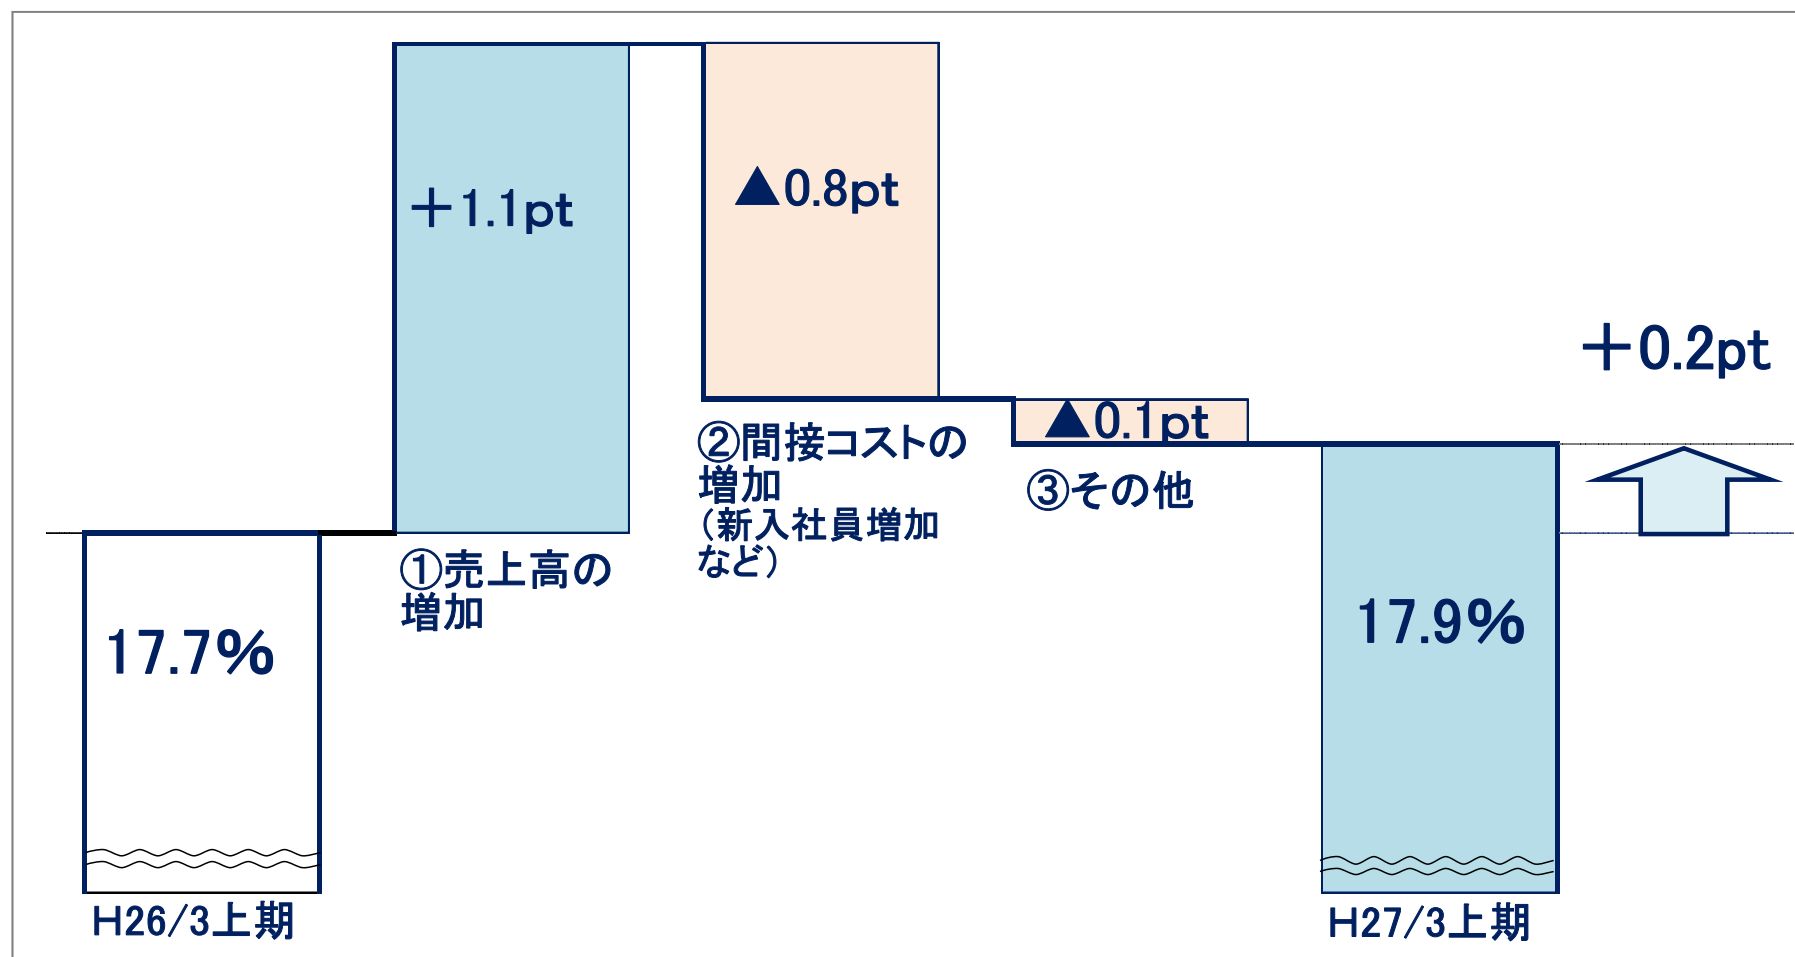 ＋1.1pt
▲0.8pt
＋0.2pt
▲0.1pt
②間接コストの
増加
（新入社員増加
など）
③その他
①売上高の
増加
17.7%
17.9%
H26/3上期
H27/3上期